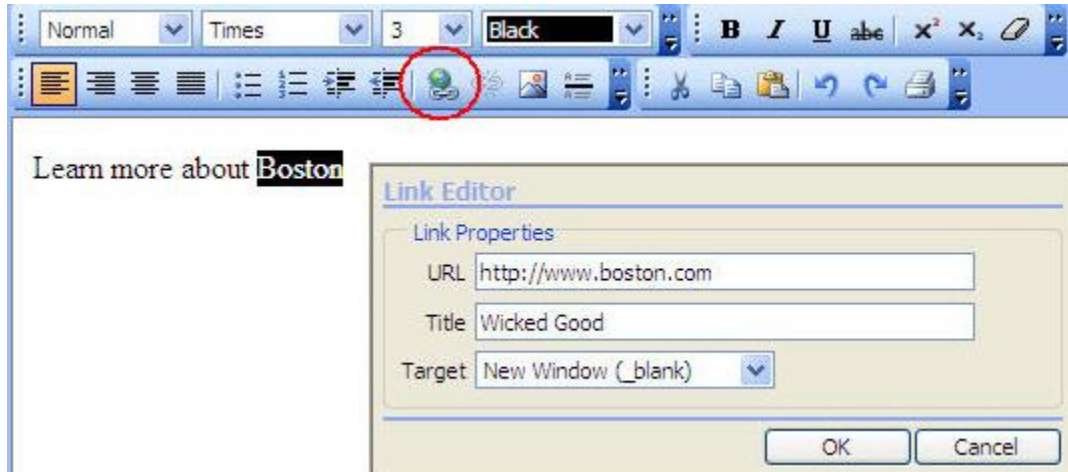 Normal Times 3 Black B I U abc x² x₂
Learn more about Boston
Link Editor
Link Properties
URL http://www.boston.com
Title Wicked Good
Target New Window (_blank)
OK Cancel